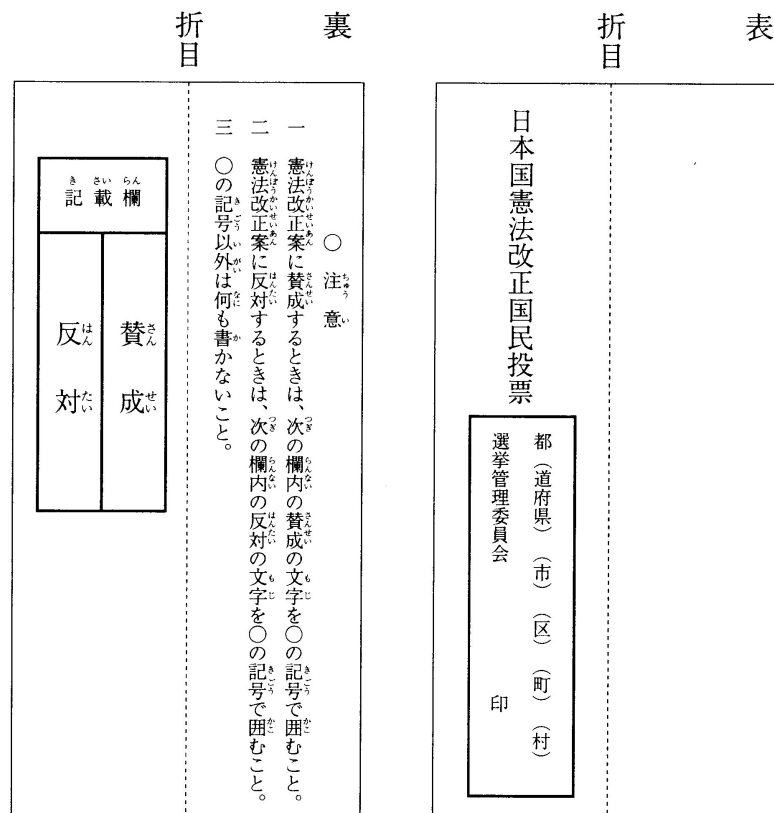 表
折目
日本国憲法改正国民投票
都（道府県）（市）（区）（町）（村）
選挙管理委員会　印
裏
折目
○注意
一　憲法改正案に賛成するときは、次の欄内の賛成の文字を○の記号で囲むこと。
二　憲法改正案に反対するときは、次の欄内の反対の文字を○の記号で囲むこと。
三　○の記号以外は何も書かないこと。
記載欄
賛成
反対